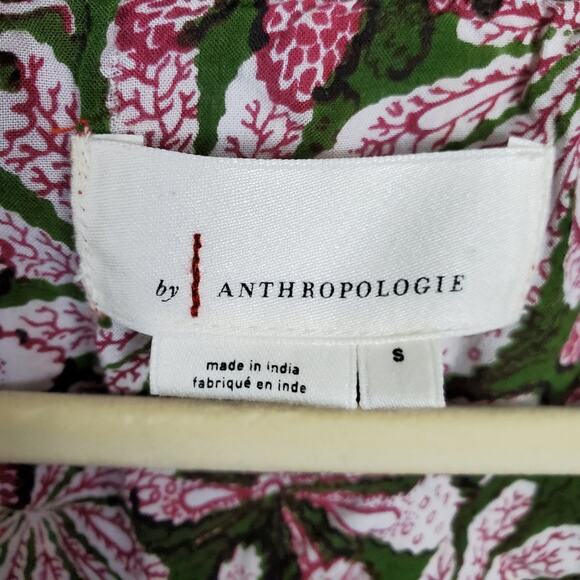 by ANTHROPOLOGIE
made in india
fabriqué en inde
S